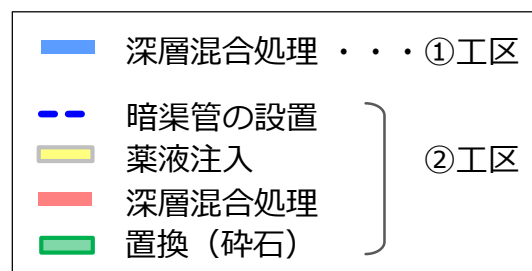 深層混合処理 ・・・①工区
暗渠管の設置
薬液注入 ②工区
深層混合処理
置換（砕石）